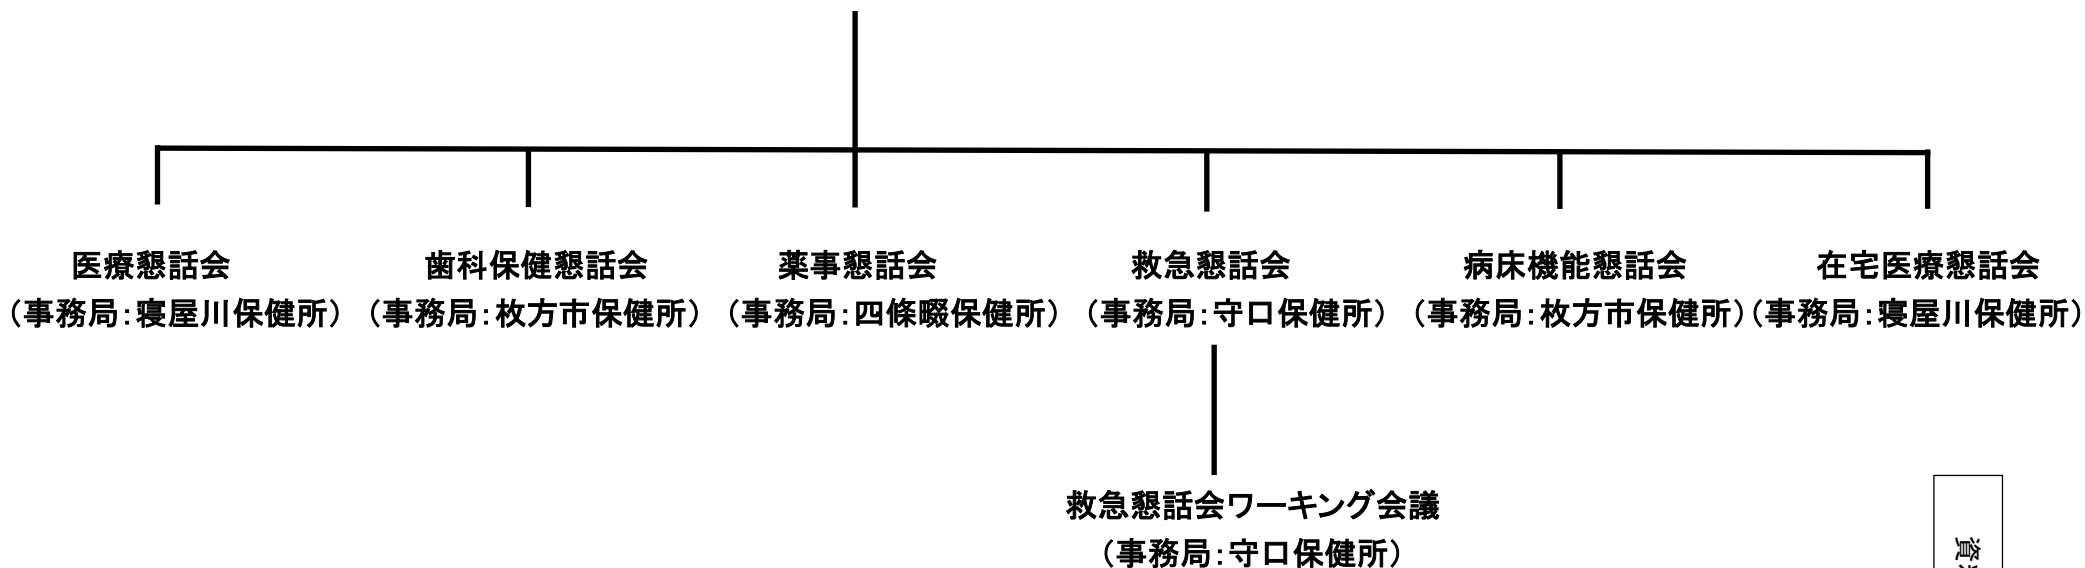 医療懇話会
（事務局：寝屋川保健所）
歯科保健懇話会
（事務局：枚方市保健所）
薬事懇話会
（事務局：四條畷保健所）
救急懇話会
（事務局：守口保健所）
病床機能懇話会
（事務局：枚方市保健所）
在宅医療懇話会
（事務局：寝屋川保健所）
救急懇話会ワーキング会議
（事務局：守口保健所）
資